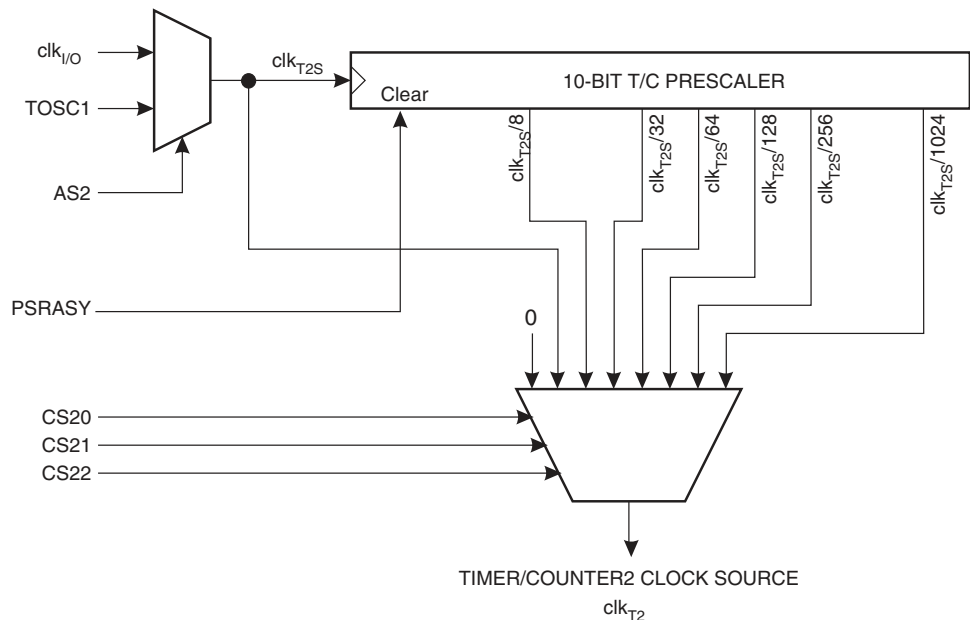 clkI/O
TOSC1
AS2
PSRASY
clkT2S
10-BIT T/C PRESCALER
Clear
clkT2S/8
clkT2S/32
clkT2S/64
clkT2S/128
clkT2S/256
clkT2S/1024
0
CS20
CS21
CS22
TIMER/COUNTER2 CLOCK SOURCE
clkT2